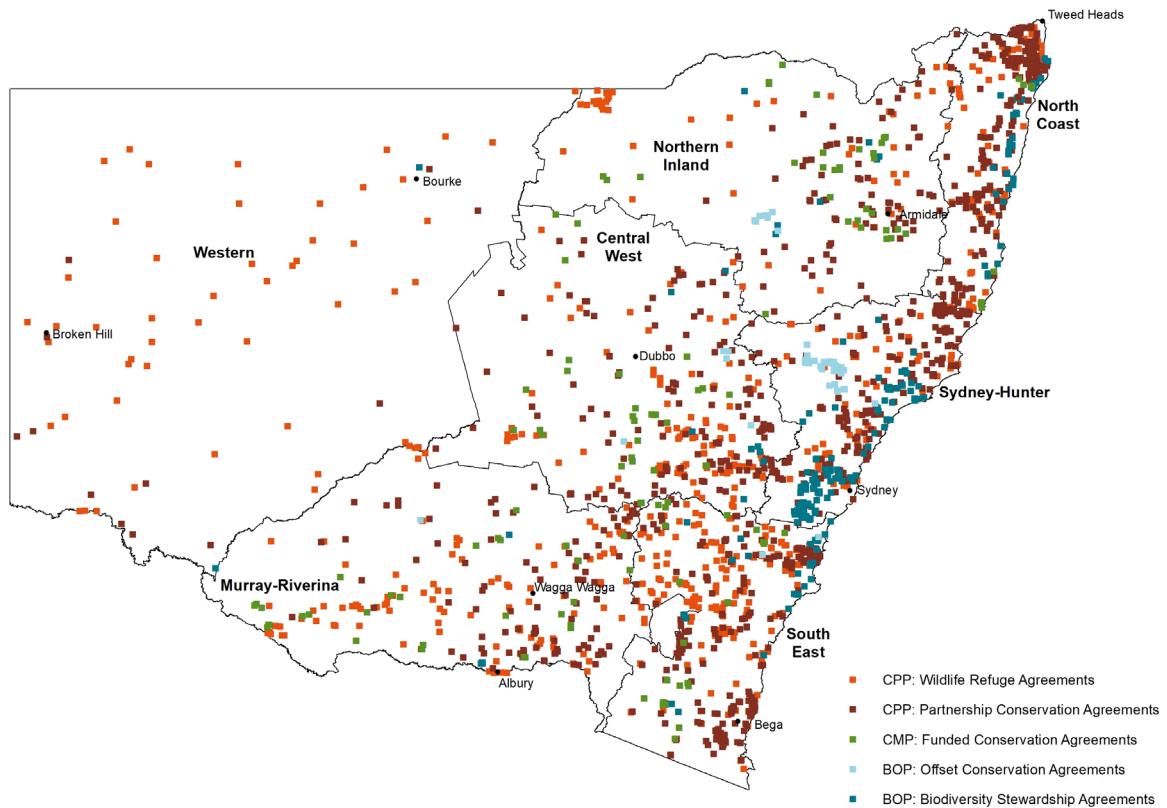 Tweed Heads
North
Coast
Northern
Inland
Bourke
Armidale
Central
West
Western
Broken Hill
Dubbo
Sydney-Hunter
Sydney
Murray-Riverina
Wagga Wagga
South
East
Albury
Bega
CPP: Wildlife Refuge Agreements
CPP: Partnership Conservation Agreements
CMP: Funded Conservation Agreements
BOP: Offset Conservation Agreements
BOP: Biodiversity Stewardship Agreements